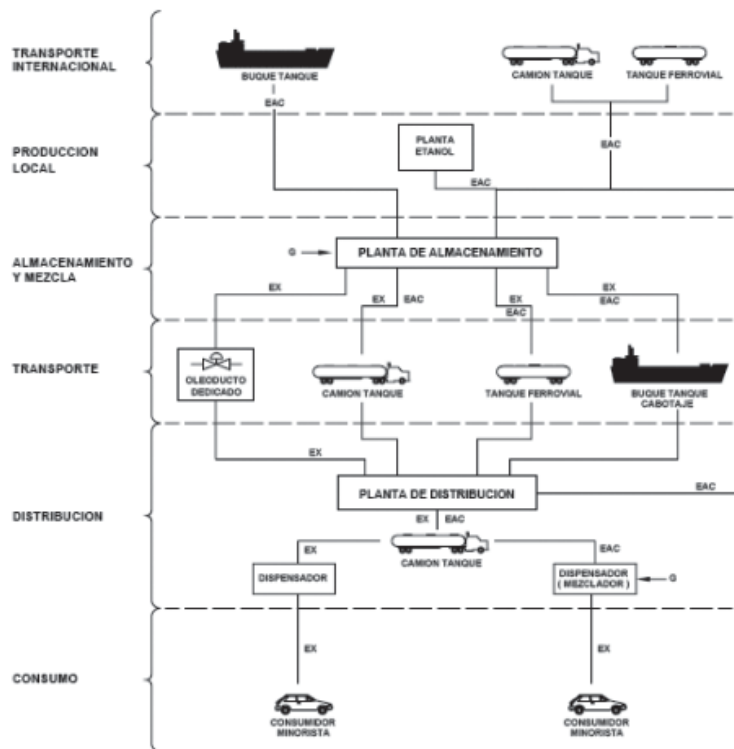 TRANSPORTE
INTERNACIONAL
BUQUE TANQUE
EAC
CAMION TANQUE
TANQUE FERROVIAL
EAC
PRODUCCION
LOCAL
PLANTA
ETANOL
EAC
ALMACENAMIENTO
Y MEZCLA
G
PLANTA DE ALMACENAMIENTO
EX
EX
EAC
EX
EAC
EX
EAC
TRANSPORTE
OLEODUCTO
DEDICADO
CAMION TANQUE
TANQUE FERROVIAL
BUQUE TANQUE
CABOTAJE
DISTRIBUCION
EX
PLANTA DE DISTRIBUCION
EAC
EX
EAC
EX
CAMION TANQUE
EAC
DISPENSADOR
DISPENSADOR
( MEZCLADOR )
G
CONSUMO
EX
EX
CONSUMIDOR
MINORISTA
CONSUMIDOR
MINORISTA